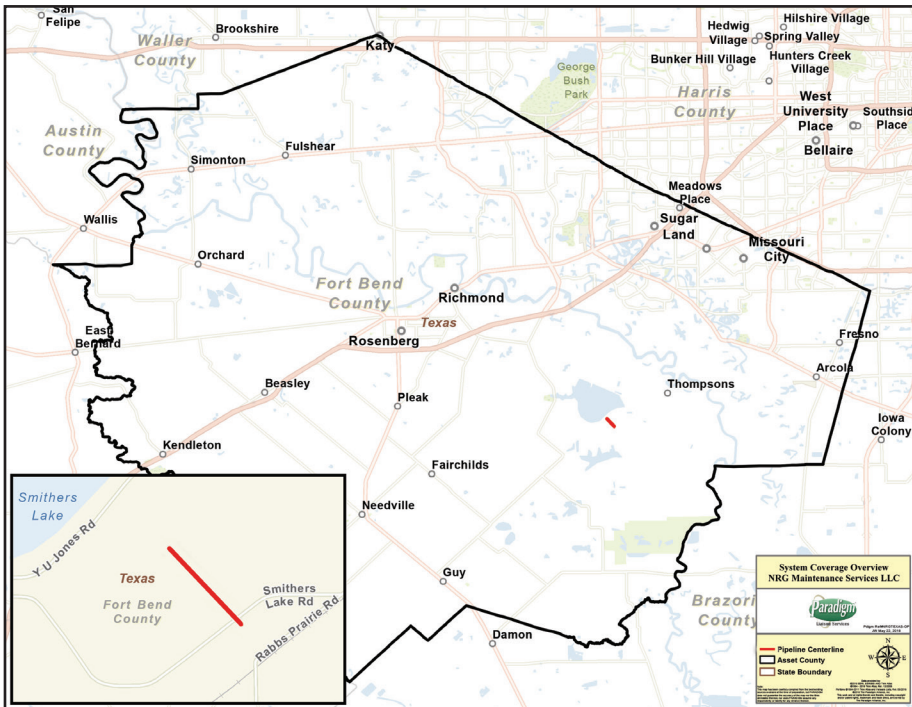 San
Felipe
Brookshire
Waller
County
Katy
Hedwig
Village
Hilshire Village
Spring Valley
Bunker Hill Village
Hunters Creek
Village
George
Bush
Park
Harris
County
West
University
Place
Southside
Place
Bellaire
Austin
County
Simonton
Fulshear
Meadows
Place
Sugar
Land
Missouri
City
Wallis
Orchard
Fort Bend
County
Richmond
Texas
Rosenberg
East
Bernard
Fresno
Arcola
Beasley
Pleak
Thompsons
Iowa
Colony
Kendleton
Fairchilds
Needville
Guy
Damon
Brazori
County
Smithers
Lake
Y U Jones Rd
Texas
Fort Bend
County
Smithers
Lake Rd
Rabbs Prairie Rd
System Coverage Overview
NRG Maintenance Services LLC
Paradigm
Liaison Services
N
W
E
S
Pipeline Centerline
Asset County
State Boundary